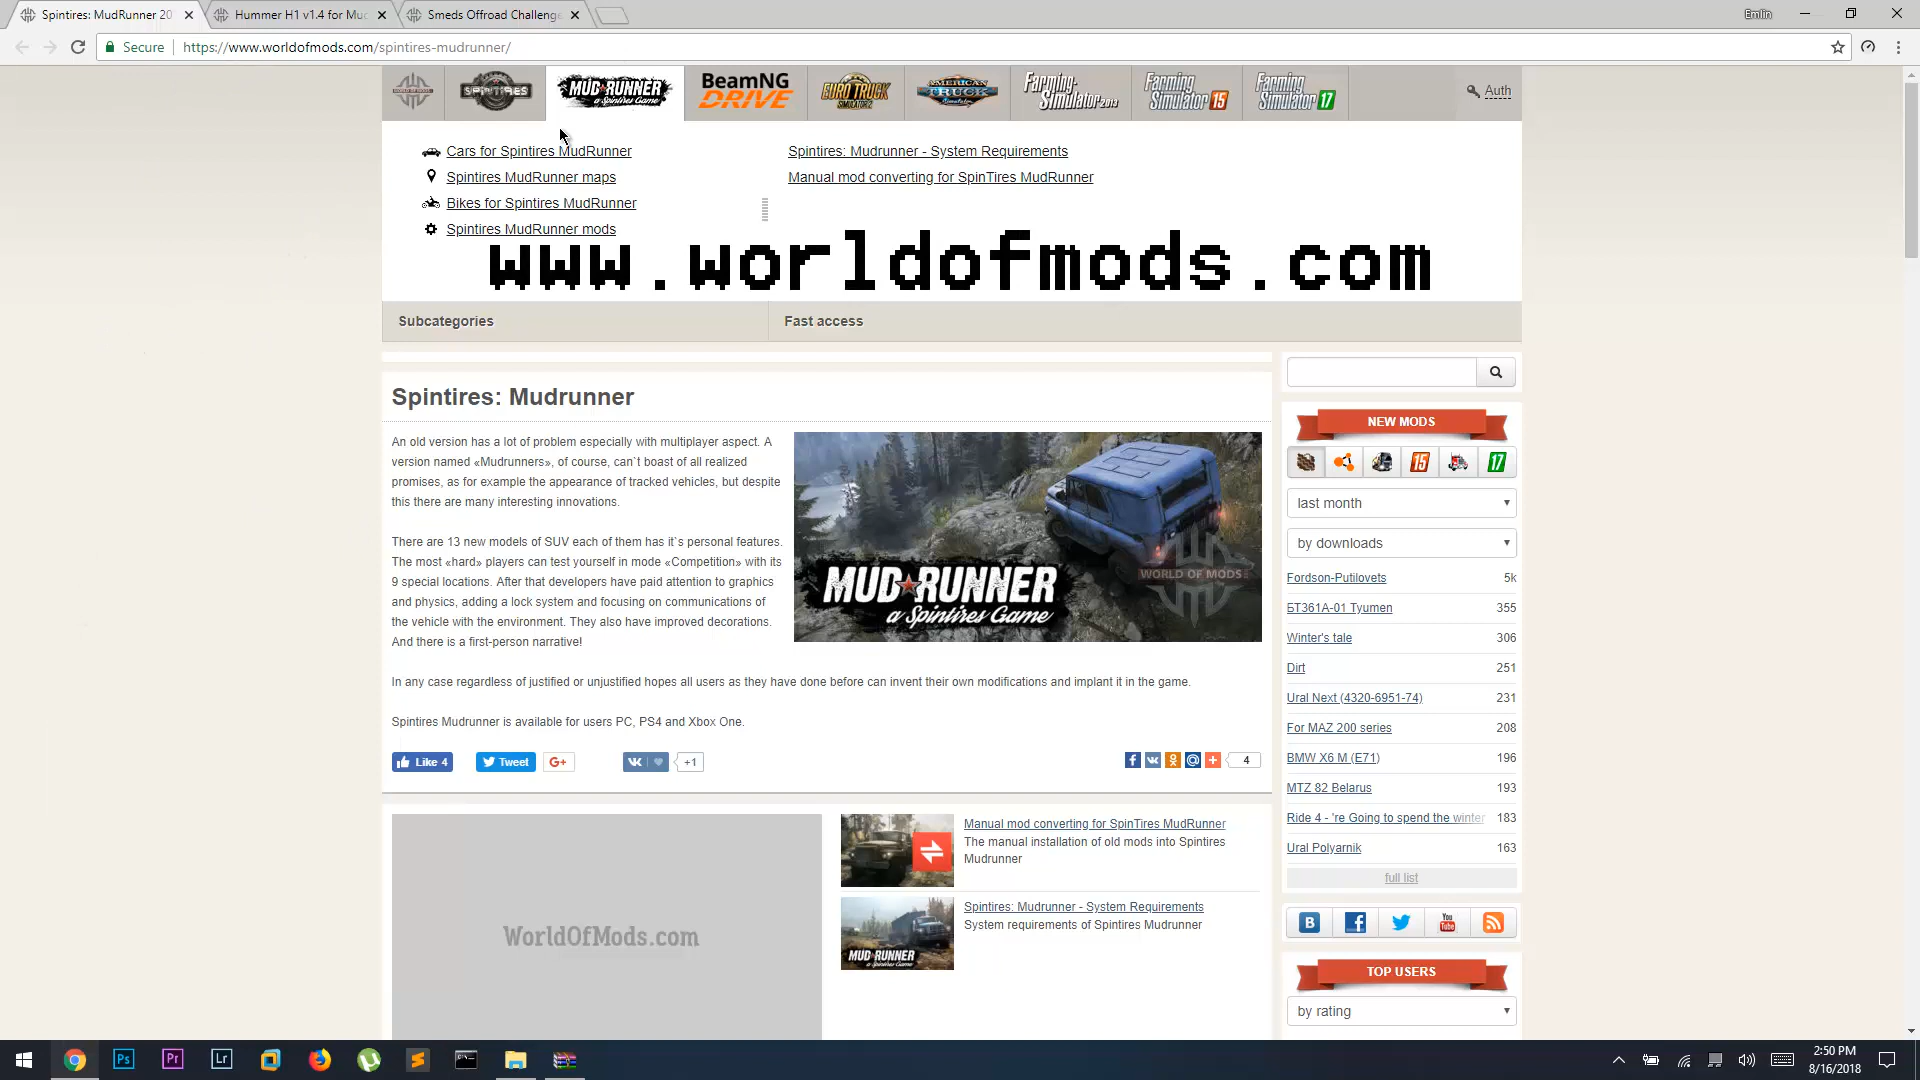 Spintires: MudRunner 20
Hummer H1 v1.4 for Mud
Smeds Offroad Challeng
Emlin
Secure
https://www.worldofmods.com/spintires-mudrunner/
WORLD OF MODS
SPINTIRES
MUDRUNNER
a Spintires Game
BeamNG
DRIVE
EURO TRUCK
SIMULATOR 2
AMERICAN
TRUCK
Simulator
Farming
Simulator 2013
Farming
Simulator 15
Farming
Simulator 17
Auth
Cars for Spintires MudRunner
Spintires MudRunner maps
Bikes for Spintires MudRunner
Spintires MudRunner mods
Spintires: Mudrunner - System Requirements
Manual mod converting for SpinTires MudRunner
www.worldofmods.com
Subcategories
Fast access
Spintires: Mudrunner
An old version has a lot of problem especially with multiplayer aspect. A
version named «Mudrunners», of course, can`t boast of all realized
promises, as for example the appearance of tracked vehicles, but despite
this there are many interesting innovations.
There are 13 new models of SUV each of them has it`s personal features.
The most «hard» players can test yourself in mode «Competition» with its
9 special locations. After that developers have paid attention to graphics
and physics, adding a lock system and focusing on communications of
the vehicle with the environment. They also have improved decorations.
And there is a first-person narrative!
MUDRUNNER
a Spintires Game
WORLD OF MODS
In any case regardless of justified or unjustified hopes all users as they have done before can invent their own modifications and implant it in the game.
Spintires Mudrunner is available for users PC, PS4 and Xbox One.
Like 4
Tweet
G+
+1
4
WorldOfMods.com
Manual mod converting for SpinTires MudRunner
The manual installation of old mods into Spintires
Mudrunner
MUDRUNNER
a Spintires Game
Spintires: Mudrunner - System Requirements
System requirements of Spintires Mudrunner
NEW MODS
15
17
last month
by downloads
Fordson-Putilovets 5k
БТ361А-01 Tyumen 355
Winter's tale 306
Dirt 251
Ural Next (4320-6951-74) 231
For MAZ 200 series 208
BMW X6 M (E71) 196
MTZ 82 Belarus 193
Ride 4 - 're Going to spend the winter 183
Ural Polyarnik 163
full list
You Tube
TOP USERS
by rating
Ps
Pr
Lr
2:50 PM
8/16/2018